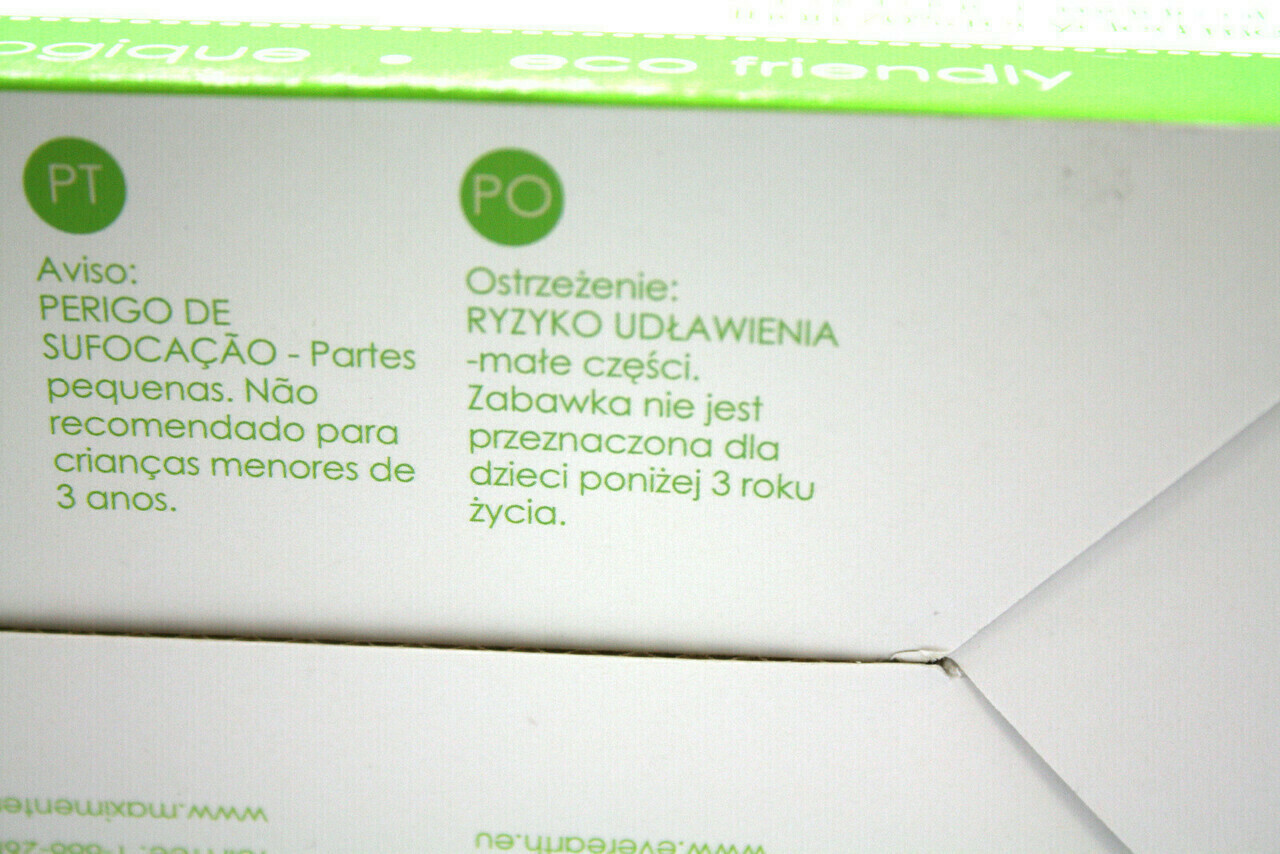 eco friendly
PT
Aviso:
PERIGO DE
SUFOCAÇÃO - Partes
pequenas. Não
recomendado para
crianças menores de
3 anos.
PO
Ostrzeżenie:
RYZYKO UDŁAWIENIA
-małe części.
Zabawka nie jest
przeznaczona dla
dzieci poniżej 3 roku
życia.
www.everearth.eu